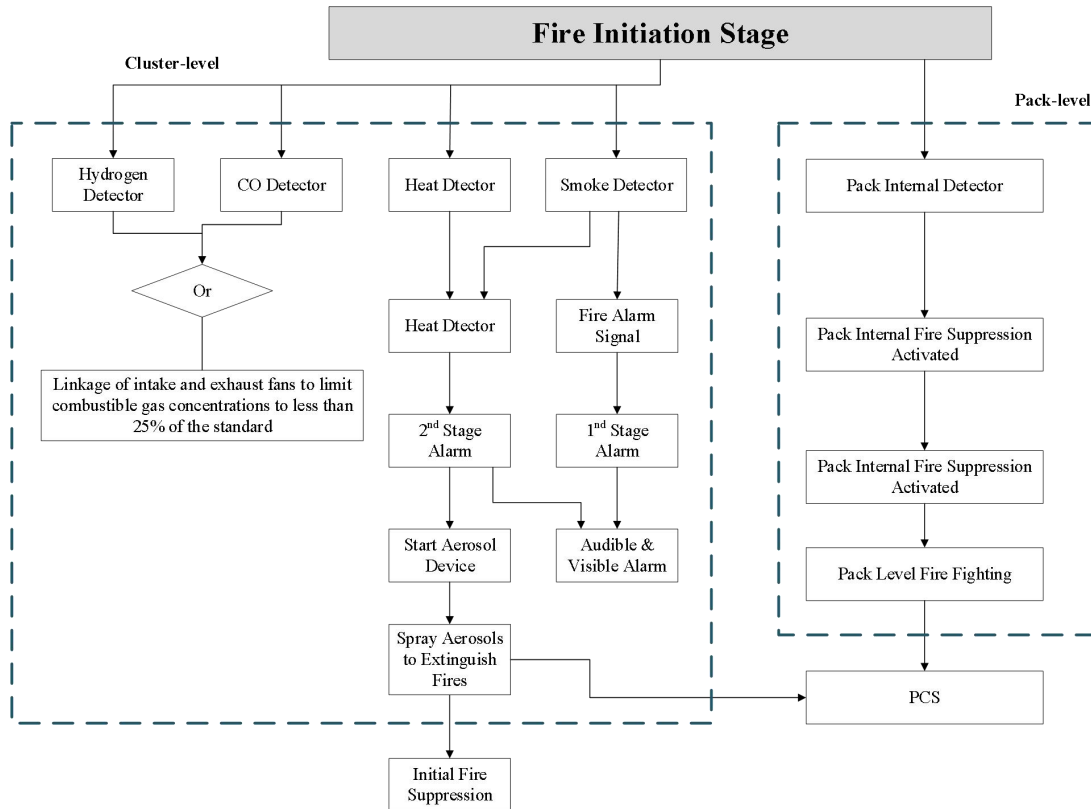 Fire Initiation Stage
Cluster-level
Pack-level
Hydrogen
Detector
CO Detector
Heat Dtector
Smoke Detector
Pack Internal Detector
Or
Heat Dtector
Fire Alarm
Signal
Pack Internal Fire Suppression
Activated
Linkage of intake and exhaust fans to limit
combustible gas concentrations to less than
25% of the standard
2nd Stage
Alarm
1st Stage
Alarm
Pack Internal Fire Suppression
Activated
Start Aerosol
Device
Audible &
Visible Alarm
Pack Level Fire Fighting
Spray Aerosols
to Extinguish
Fires
PCS
Initial Fire
Suppression